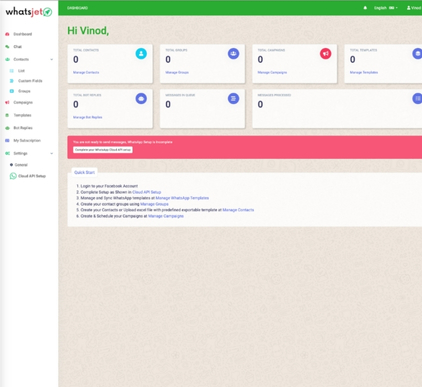 whatsjet
DASHBOARD
English
Vinod
Dashboard
Chat
Contacts
List
Custom Fields
Groups
Campaigns
Templates
Bot Replies
My Subscription
Settings
General
Cloud API Setup
Hi Vinod,
TOTAL CONTACTS
0
Manage Contacts
TOTAL GROUPS
0
Manage Groups
TOTAL CAMPAIGNS
0
Manage Campaigns
TOTAL TEMPLATES
0
Manage Templates
TOTAL BOT REPLIES
0
Manage Bot Replies
MESSAGES IN QUEUE
0
MESSAGES PROCESSED
0
You are not ready to send messages, WhatsApp Setup is Incomplete
Complete your WhatsApp Cloud API setup
Quick Start
1. Login to your Facebook Account
2. Complete Setup as Shown in Cloud API Setup
3. Manage and Sync WhatsApp templates at Manage WhatsApp Templates
4. Create your contact groups using Manage Groups
5. Create your Contacts or Upload excel file with predefined exportable template at Manage Contacts
6. Create & Schedule your Campaigns at Manage Campaigns